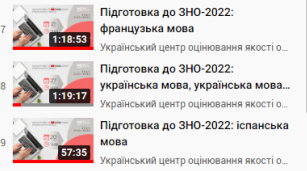 7
Підготовка до ЗНО-2022:
французька мова
1:18:53
Український центр оцінювання якості о...
8
Підготовка до ЗНО-2022:
українська мова, українська мова...
1:19:17
Український центр оцінювання якості о...
9
Підготовка до ЗНО-2022: іспанська
мова
57:35
Український центр оцінювання якості о...